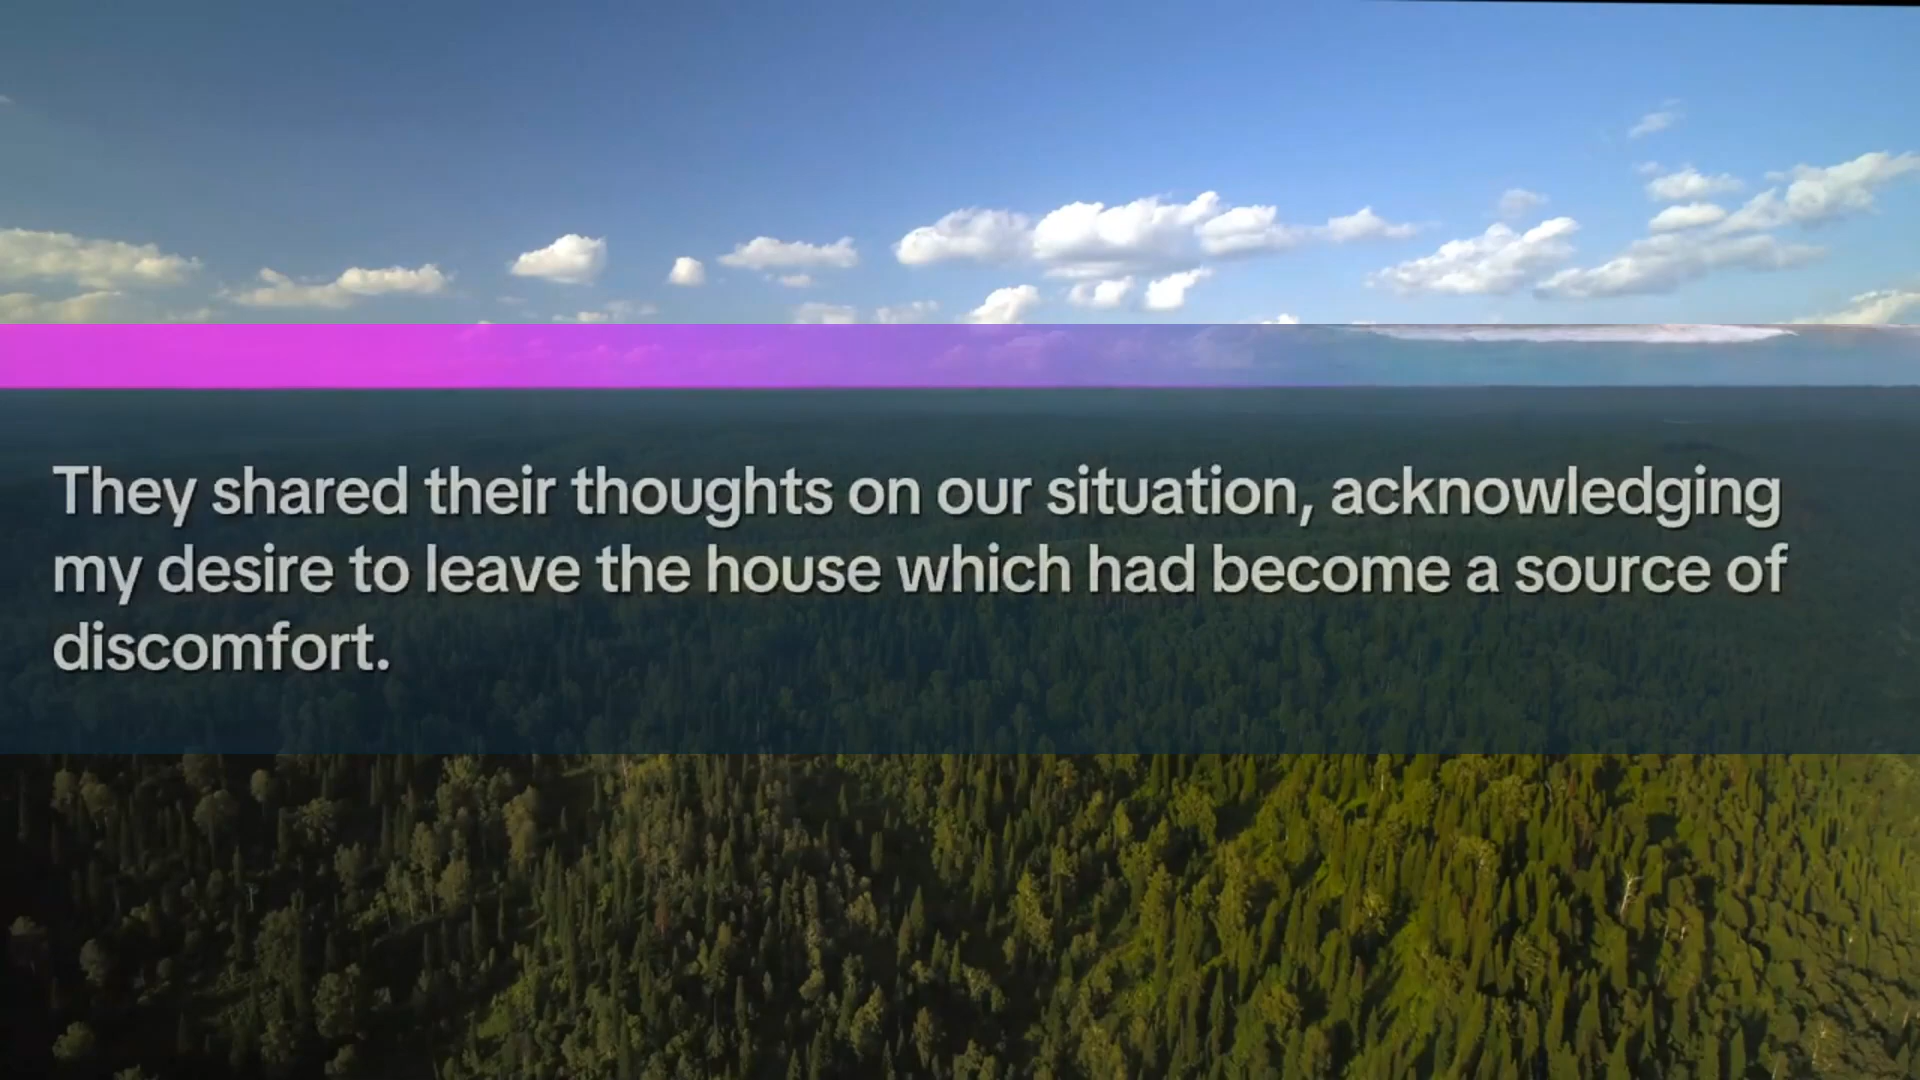 They shared their thoughts on our situation, acknowledging
my desire to leave the house which had become a source of
discomfort.